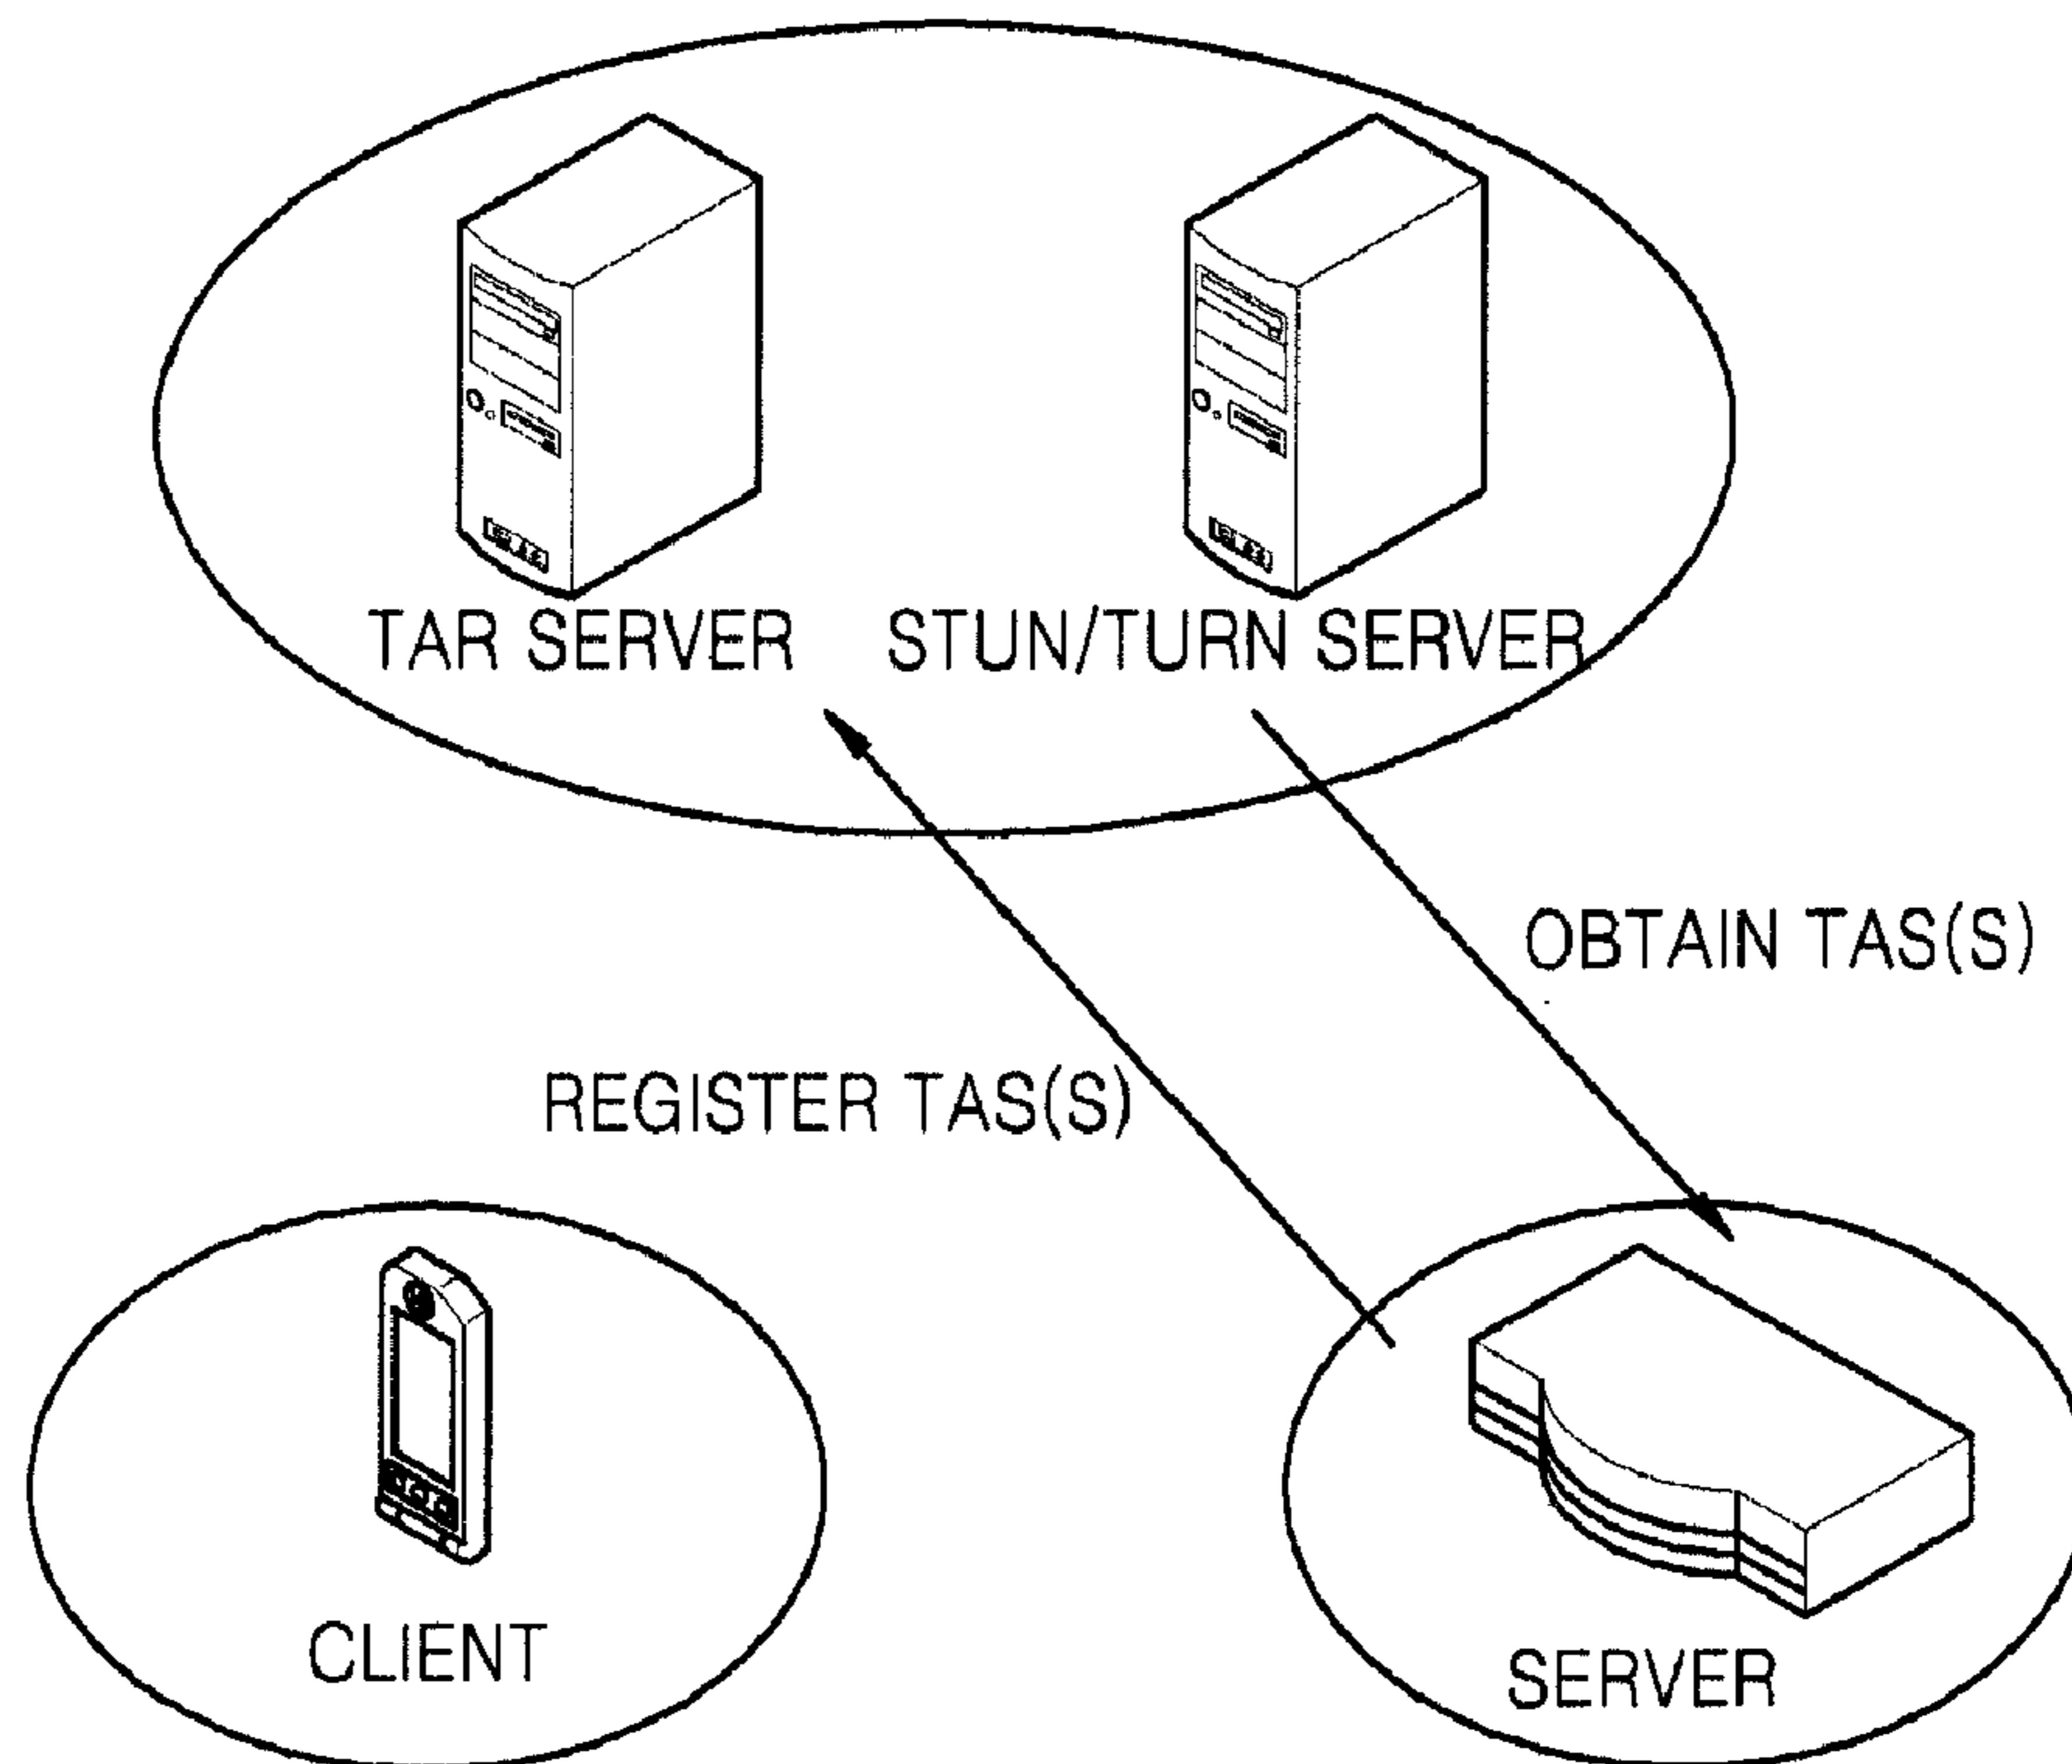 TAR SERVER
STUN/TURN SERVER
OBTAIN TAS(S)
REGISTER TAS(S)
CLIENT
SERVER